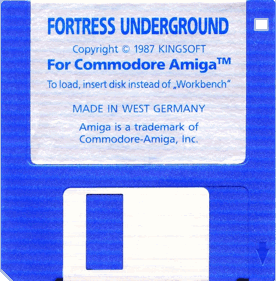 FORTRESS UNDERGROUND
Copyright © 1987 KINGSOFT
For Commodore Amiga™
To load, insert disk instead of „Workbench"
MADE IN WEST GERMANY
Amiga is a trademark of
Commodore-Amiga, Inc.